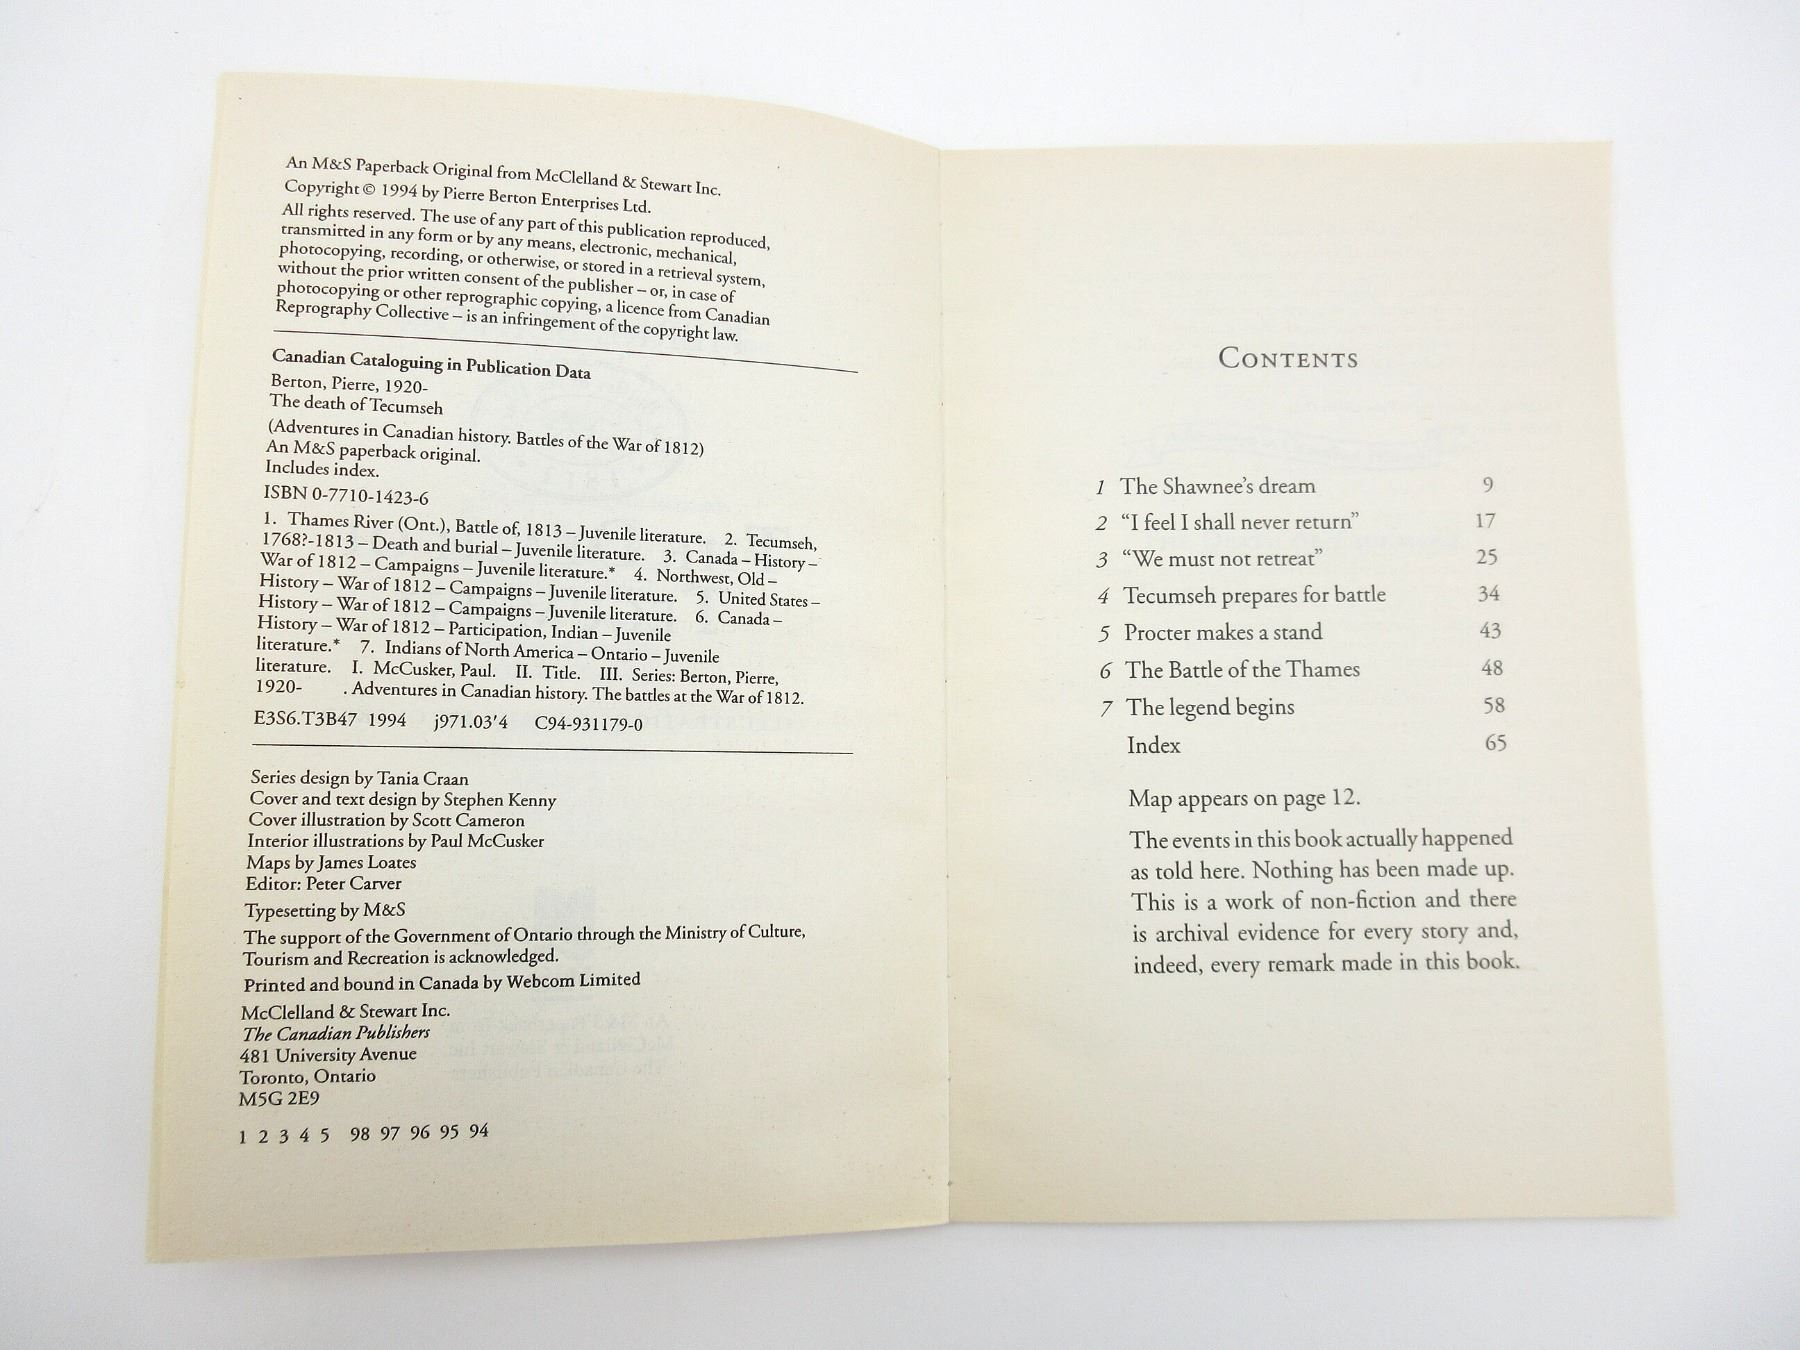 An M&S Paperback Original from McClelland & Stewart Inc.
Copyright © 1994 by Pierre Berton Enterprises Ltd.
All rights reserved. The use of any part of this publication reproduced,
transmitted in any form or by any means, electronic, mechanical,
photocopying, recording, or otherwise, or stored in a retrieval system,
without the prior written consent of the publisher – or, in case of
photocopying or other reprographic copying, a licence from Canadian
Reprography Collective – is an infringement of the copyright law.
Canadian Cataloguing in Publication Data
Berton, Pierre, 1920-
The death of Tecumseh
(Adventures in Canadian history. Battles of the War of 1812)
An M&S paperback original.
Includes index.
ISBN 0-7710-1423-6
1. Thames River (Ont.), Battle of, 1813 – Juvenile literature. 2. Tecumseh,
1768?-1813 – Death and burial – Juvenile literature. 3. Canada – History –
War of 1812 – Campaigns – Juvenile literature.* 4. Northwest, Old –
History – War of 1812 – Campaigns – Juvenile literature. 5. United States –
History – War of 1812 – Campaigns – Juvenile literature. 6. Canada –
History – War of 1812 – Participation, Indian – Juvenile
literature.* 7. Indians of North America – Ontario – Juvenile
literature. I. McCusker, Paul. II. Title. III. Series: Berton, Pierre,
1920- . Adventures in Canadian history. The battles at the War of 1812.
E3S6.T3B47 1994 j971.03'4 C94-931179-0
Series design by Tania Craan
Cover and text design by Stephen Kenny
Cover illustration by Scott Cameron
Interior illustrations by Paul McCusker
Maps by James Loates
Editor: Peter Carver
Typesetting by M&S
The support of the Government of Ontario through the Ministry of Culture,
Tourism and Recreation is acknowledged.
Printed and bound in Canada by Webcom Limited
McClelland & Stewart Inc.
The Canadian Publishers
481 University Avenue
Toronto, Ontario
M5G 2E9
1 2 3 4 5 98 97 96 95 94
CONTENTS
1 The Shawnee's dream 9
2 “I feel I shall never return” 17
3 “We must not retreat” 25
4 Tecumseh prepares for battle 34
5 Procter makes a stand 43
6 The Battle of the Thames 48
7 The legend begins 58
Index 65
Map appears on page 12.
The events in this book actually happened
as told here. Nothing has been made up.
This is a work of non-fiction and there
is archival evidence for every story and,
indeed, every remark made in this book.